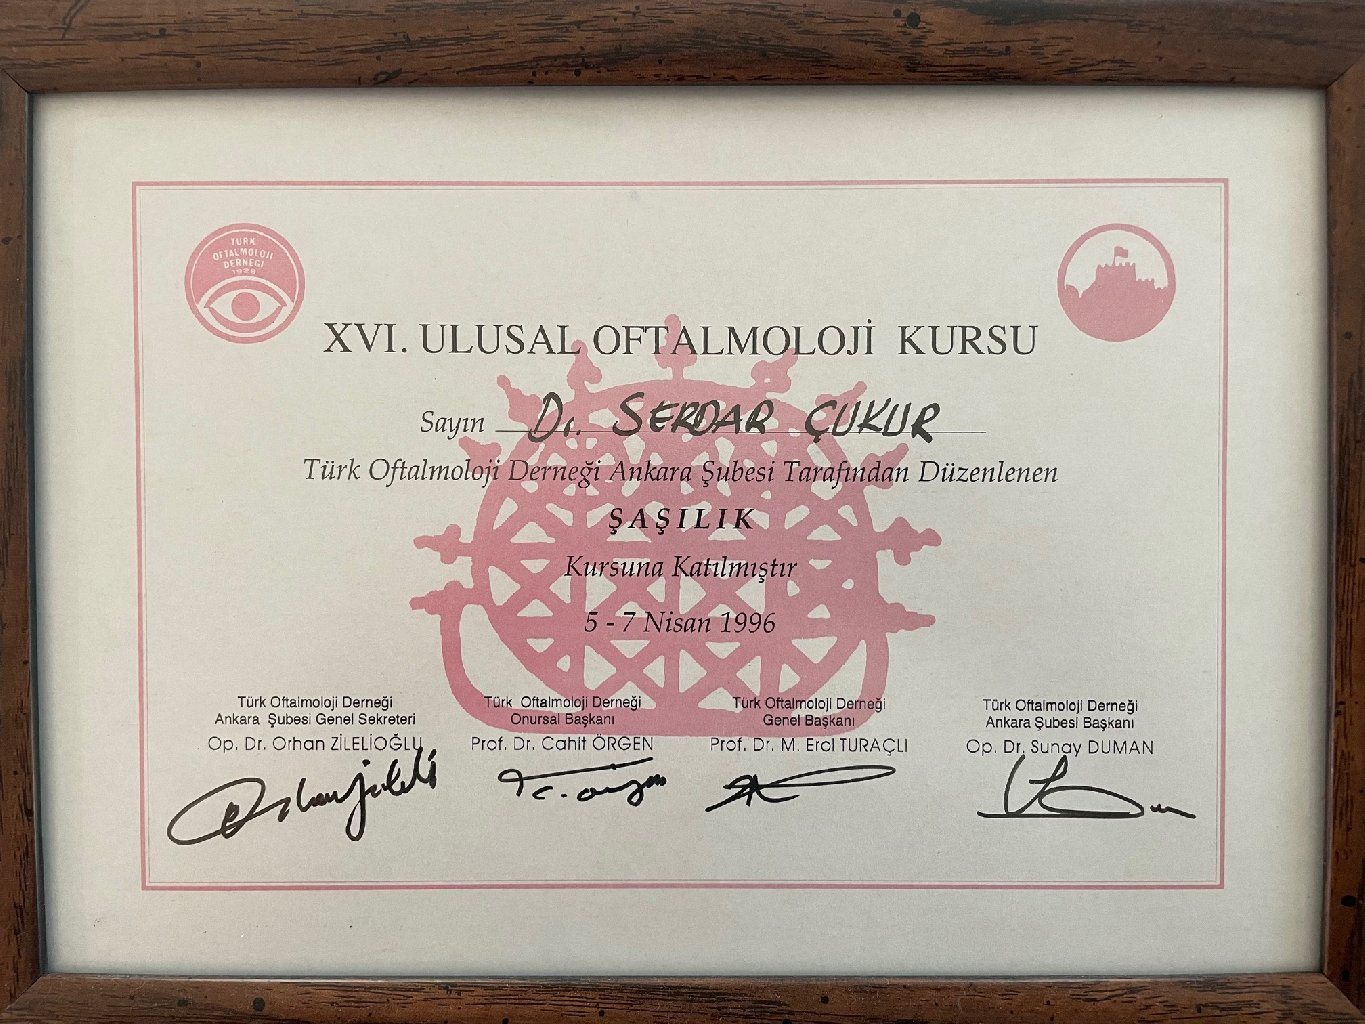 TÜRK
OFTALMOLOJİ
DERNEĞİ
1928
XVI. ULUSAL OFTALMOLOJİ KURSU
Sayın Dr. SERDAR ÇUKUR
Türk Oftalmoloji Derneği Ankara Şubesi Tarafından Düzenlenen
ŞAŞILIK
Kursuna Katılmıştır
5 - 7 Nisan 1996
Türk Oftalmoloji Derneği
Ankara Şubesi Genel Sekreteri
Op. Dr. Orhan ZİLELİOĞLU
Türk Oftalmoloji Derneği
Onursal Başkanı
Prof. Dr. Cahit ÖRGEN
Türk Oftalmoloji Derneği
Genel Başkanı
Prof. Dr. M. Ercl TURAÇLI
Türk Oftalmoloji Derneği
Ankara Şubesi Başkanı
Op. Dr. Sunay DUMAN